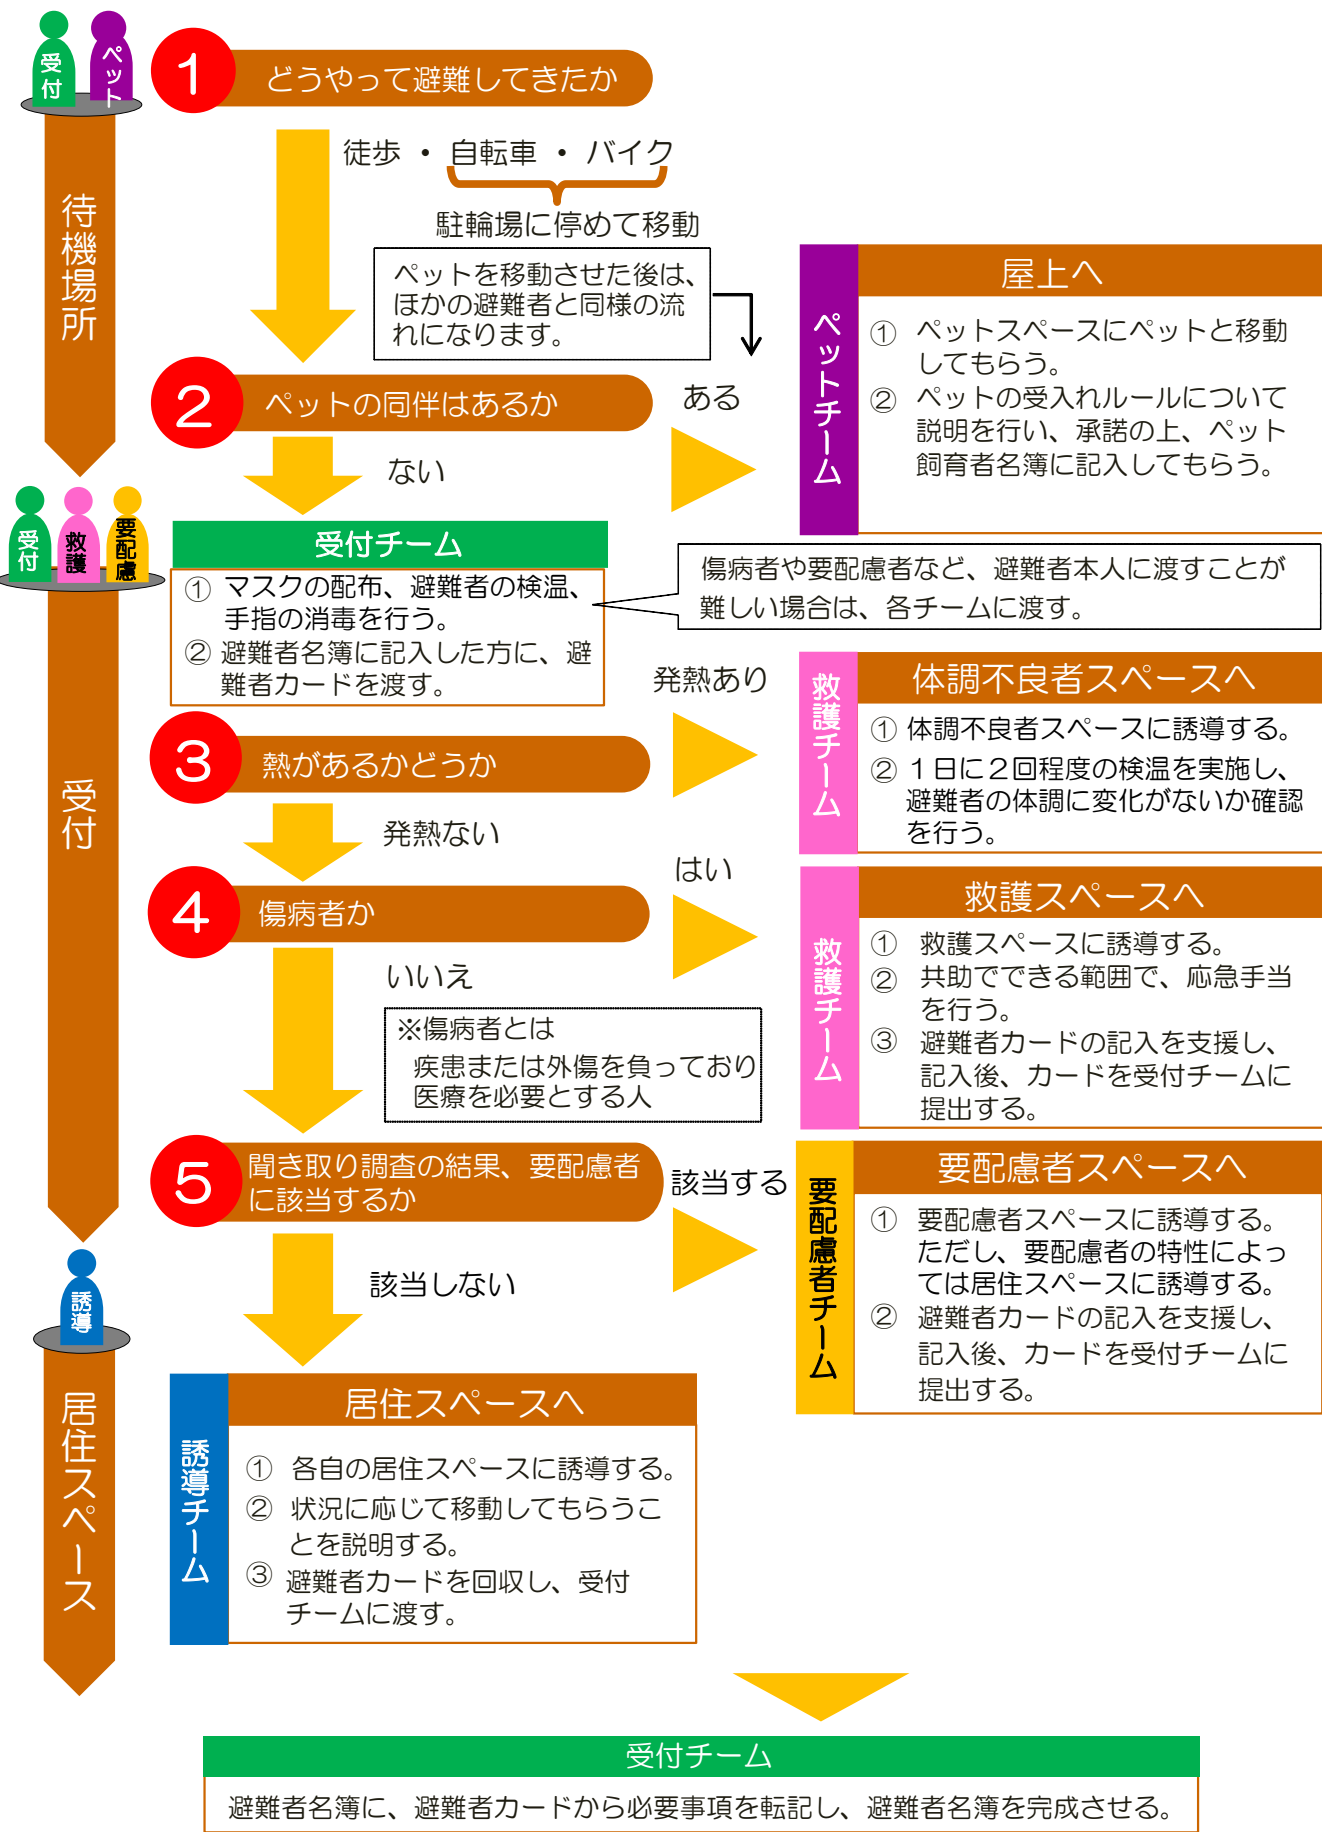 受付
ペット
待機場所
1
どうやって避難してきたか
徒歩 ・ 自転車 ・ バイク
駐輪場に停めて移動
ペットを移動させた後は、
ほかの避難者と同様の流
れになります。
2
ペットの同伴はあるか
ある
ない
ペットチーム
屋上へ
① ペットスペースにペットと移動
してもらう。
② ペットの受入れルールについて
説明を行い、承諾の上、ペット
飼育者名簿に記入してもらう。
受付
救護
要配慮
受付
受付チーム
① マスクの配布、避難者の検温、
手指の消毒を行う。
② 避難者名簿に記入した方に、避
難者カードを渡す。
傷病者や要配慮者など、避難者本人に渡すことが
難しい場合は、各チームに渡す。
3
熱があるかどうか
発熱あり
発熱ない
救護チーム
体調不良者スペースへ
① 体調不良者スペースに誘導する。
② １日に２回程度の検温を実施し、
避難者の体調に変化がないか確認
を行う。
4
傷病者か
はい
いいえ
※傷病者とは
疾患または外傷を負っており
医療を必要とする人
救護チーム
救護スペースへ
① 救護スペースに誘導する。
② 共助でできる範囲で、応急手当
を行う。
③ 避難者カードの記入を支援し、
記入後、カードを受付チームに
提出する。
5
聞き取り調査の結果、要配慮者
に該当するか
該当する
該当しない
要配慮者チーム
要配慮者スペースへ
① 要配慮者スペースに誘導する。
ただし、要配慮者の特性によっ
ては居住スペースに誘導する。
② 避難者カードの記入を支援し、
記入後、カードを受付チームに
提出する。
誘導
居住スペース
誘導チーム
居住スペースへ
① 各自の居住スペースに誘導する。
② 状況に応じて移動してもらうこ
とを説明する。
③ 避難者カードを回収し、受付
チームに渡す。
受付チーム
避難者名簿に、避難者カードから必要事項を転記し、避難者名簿を完成させる。